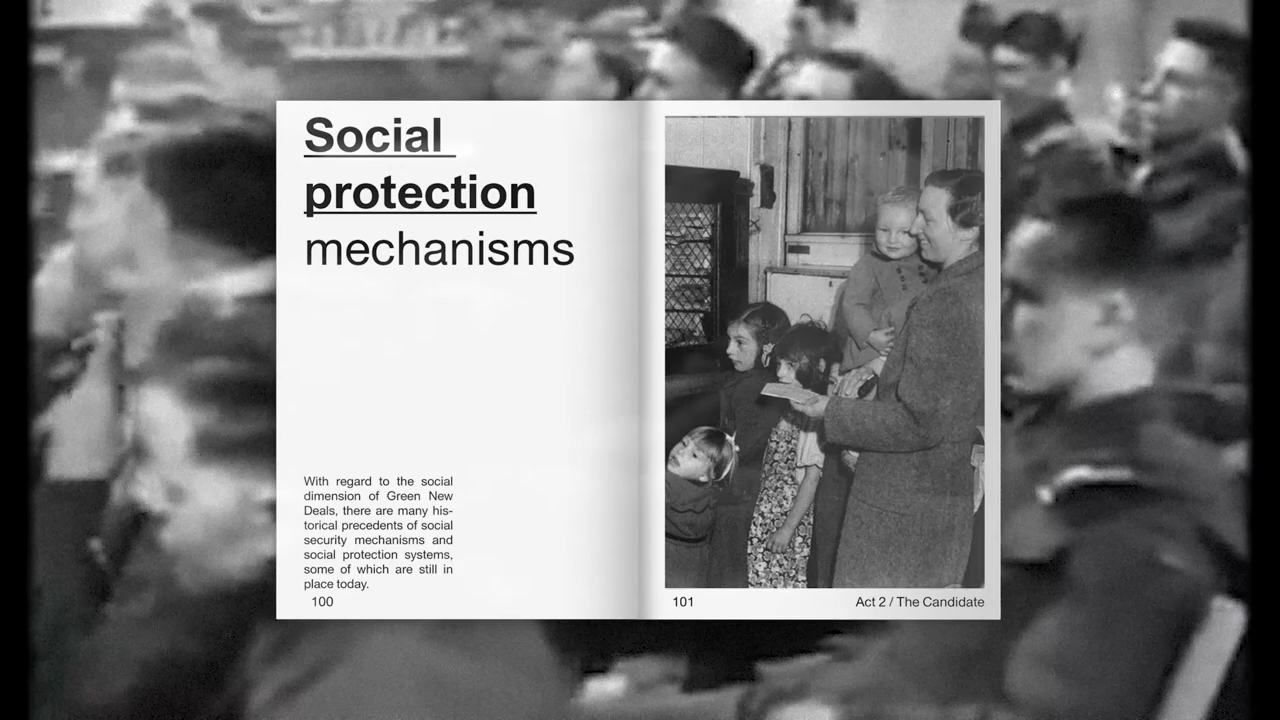 Social
protection
mechanisms
With regard to the social
dimension of Green New
Deals, there are many his-
torical precedents of social
security mechanisms and
social protection systems,
some of which are still in
place today.
100
101
Act 2 / The Candidate